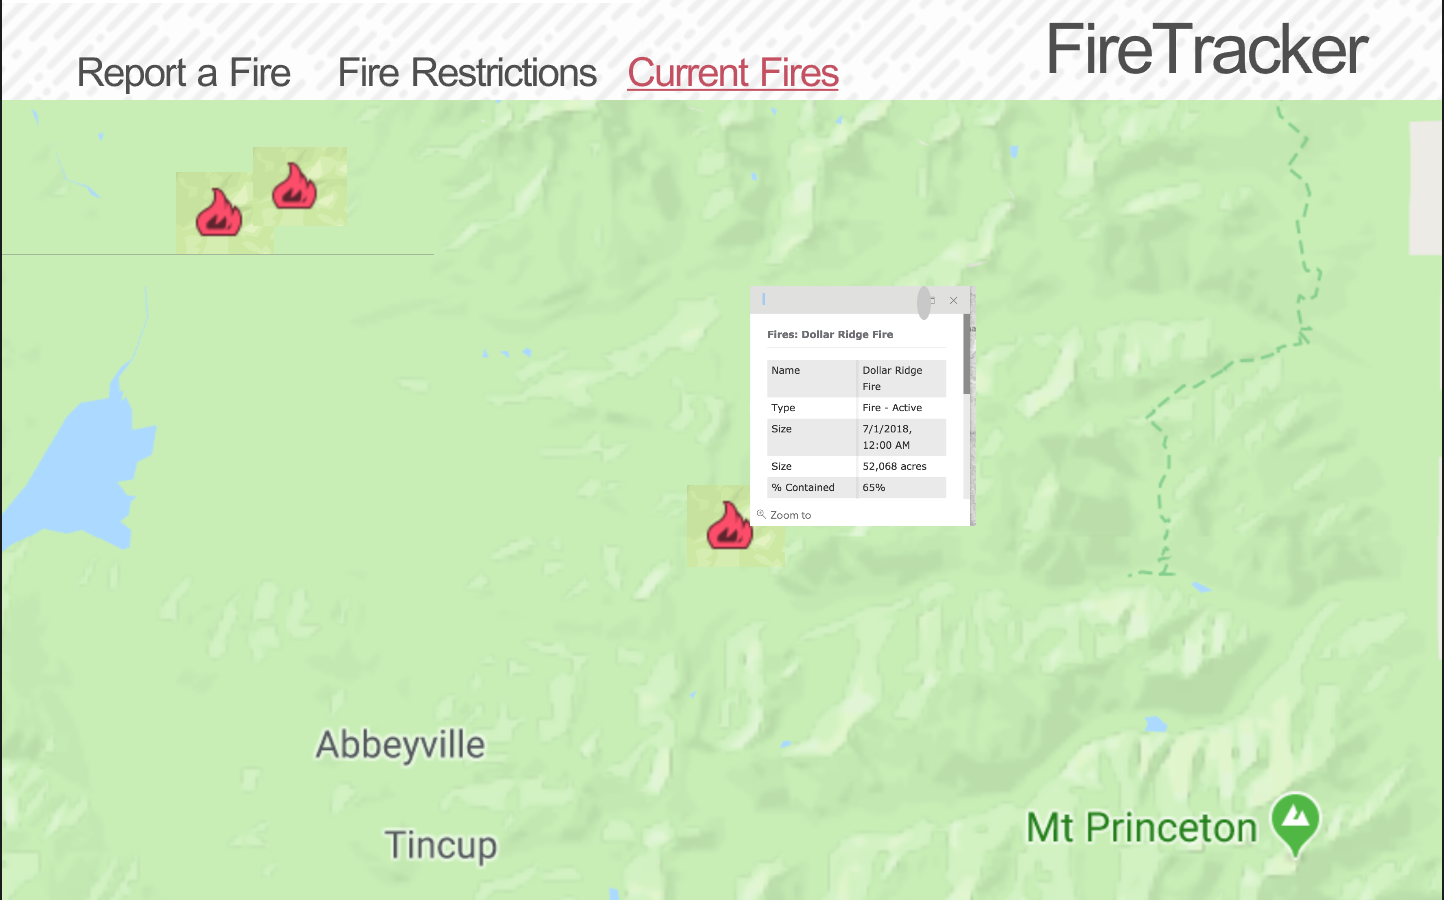 Report a Fire
Fire Restrictions
Current Fires
FireTracker
Fires: Dollar Ridge Fire
Name
Dollar Ridge
Fire
Type
Fire - Active
Size
7/1/2018,
12:00 AM
Size
52,068 acres
% Contained
65%
Zoom to
Abbeyville
Tincup
Mt Princeton